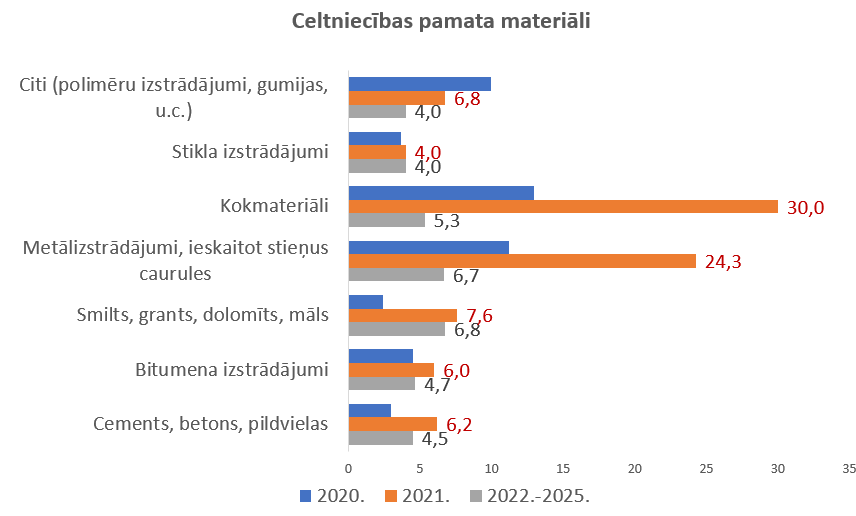 Celtniecības pamata materiāli
Citi (polimēru izstrādājumi, gumijas,
u.c.)
6,8
4,0
Stikla izstrādājumi
4,0
4,0
Kokmateriāli
30,0
5,3
Metālizstrādājumi, ieskaitot stieņus
caurules
24,3
6,7
Smilts, grants, dolomīts, māls
7,6
6,8
Bitumena izstrādājumi
6,0
4,7
Cements, betons, pildvielas
6,2
4,5
0 5 10 15 20 25 30 35
2020. 2021. 2022.-2025.